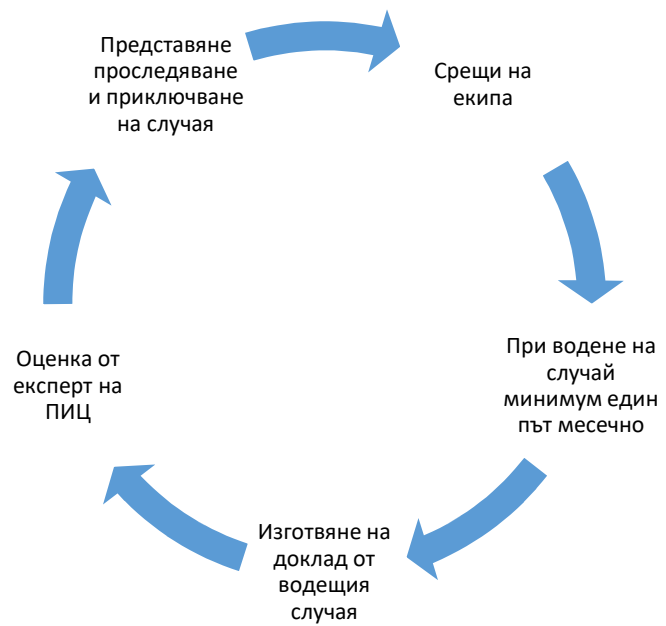 Представяне
проследяване
и приключване
на случая
Срещи на
екипа
При водене на
случай
минимум един
път месечно
Изготвяне на
доклад от
водещия
случая
Оценка от
експерт на
ПИЦ